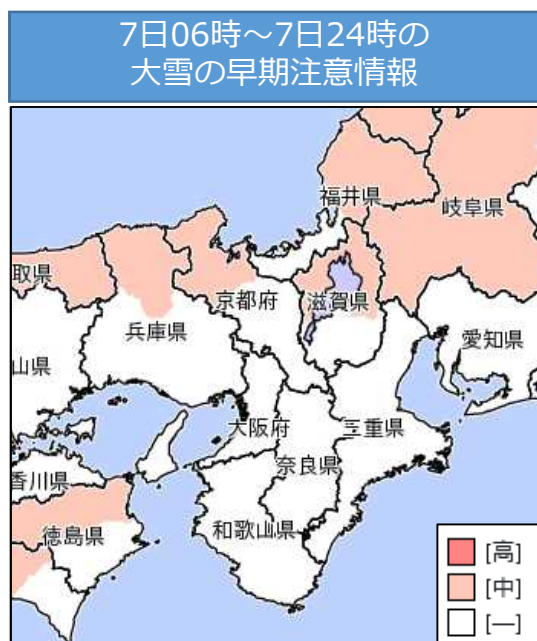 7日06時～7日24時の
大雪の早期注意情報
福井県
岐阜県
取県
京都府
滋賀県
兵庫県
愛知県
山県
大阪府
三重県
奈良県
香川県
和歌山県
徳島県
[高]
[中]
[―]